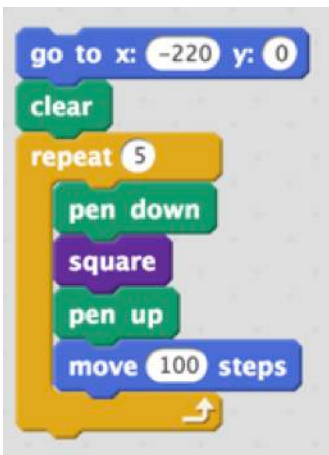 go to x: -220 y: 0
clear
repeat 5
pen down
square
pen up
move 100 steps